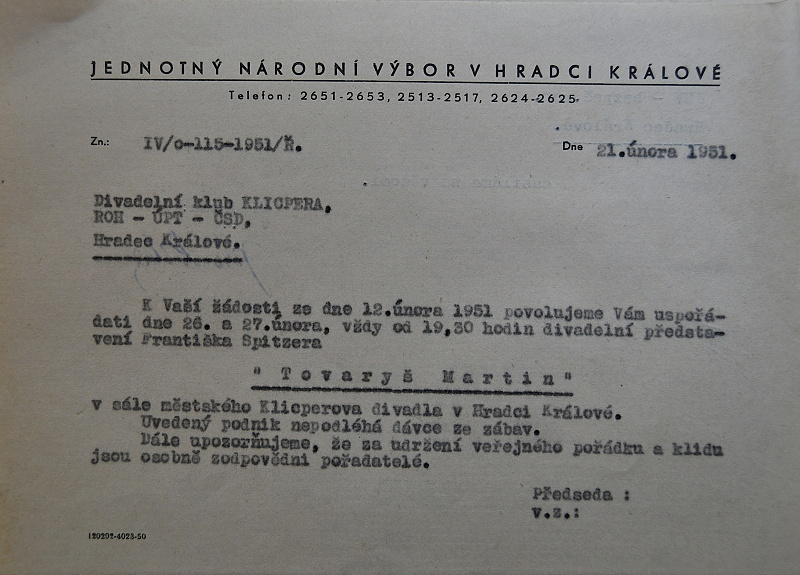 JEDNOTNÝ NÁRODNÍ VÝBOR V HRADCI KRÁLOVÉ
Telefon: 2651-2653, 2513-2517, 2624-2625.
Zn.: IV/o-115-1951/Ř. Dne 21.února 1951.
Divadelní klub KLICPERA,
ROH - ÚPT - ČSD,
Hradec Králové.
K Vaší žádosti ze dne 12.února 1951 povolujeme Vám uspořá-
dati dne 26. a 27.února, vždy od 19,30 hodin divadelní předsta-
vení Františka Spitzera
" Tovaryš Martin "
v sále městského Klicperova divadla v Hradci Králové.
Uvedený podnik nepodléhá dávce ze zábav.
Dále upozorňujeme, že za udržení veřejného pořádku a klidu
jsou osobně zodpovědni pořadatelé.
Předseda :
v.z.:
120202-4023-50